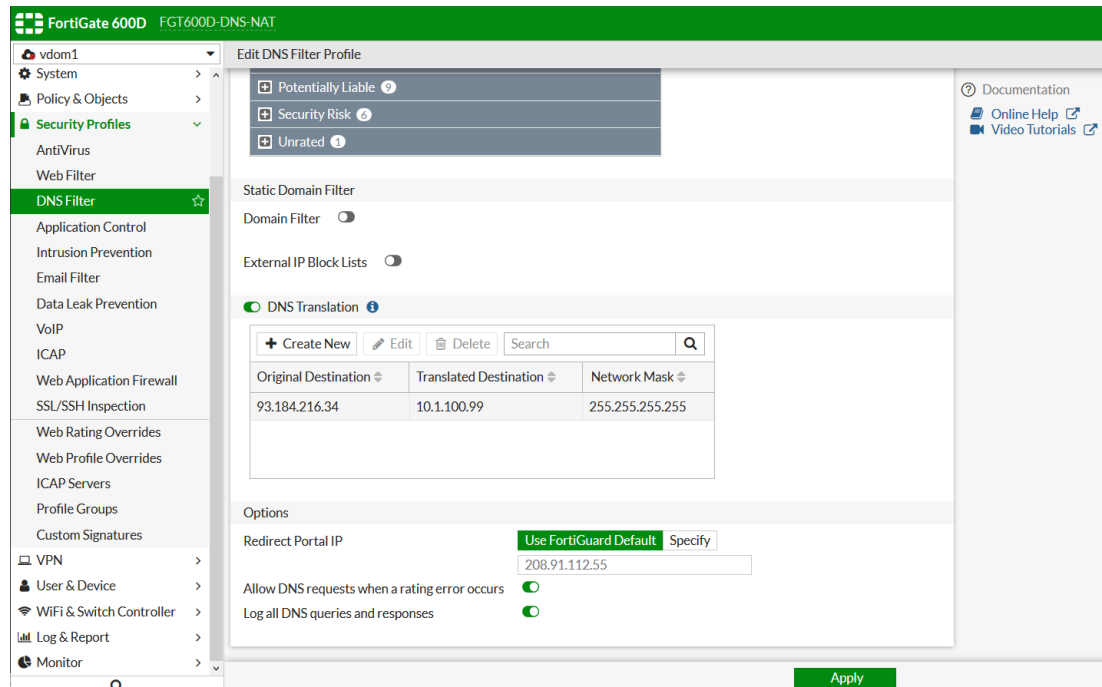 FortiGate 600D FGT600D-DNS-NAT
vdom1
System
Policy & Objects
Security Profiles
AntiVirus
Web Filter
DNS Filter
Application Control
Intrusion Prevention
Email Filter
Data Leak Prevention
VoIP
ICAP
Web Application Firewall
SSL/SSH Inspection
Web Rating Overrides
Web Profile Overrides
ICAP Servers
Profile Groups
Custom Signatures
VPN
User & Device
WiFi & Switch Controller
Log & Report
Monitor
Edit DNS Filter Profile
Potentially Liable 9
Security Risk 6
Unrated 1
Static Domain Filter
Domain Filter
External IP Block Lists
DNS Translation
Create New Edit Delete Search
Original Destination Translated Destination Network Mask
93.184.216.34 10.1.100.99 255.255.255.255
Options
Redirect Portal IP Use FortiGuard Default Specify
208.91.112.55
Allow DNS requests when a rating error occurs
Log all DNS queries and responses
Apply
Documentation
Online Help
Video Tutorials